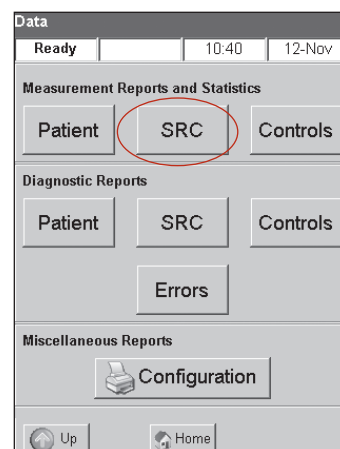 Data
Ready 10:40 12-Nov
Measurement Reports and Statistics
Patient SRC Controls
Diagnostic Reports
Patient SRC Controls
Errors
Miscellaneous Reports
Configuration
Up Home